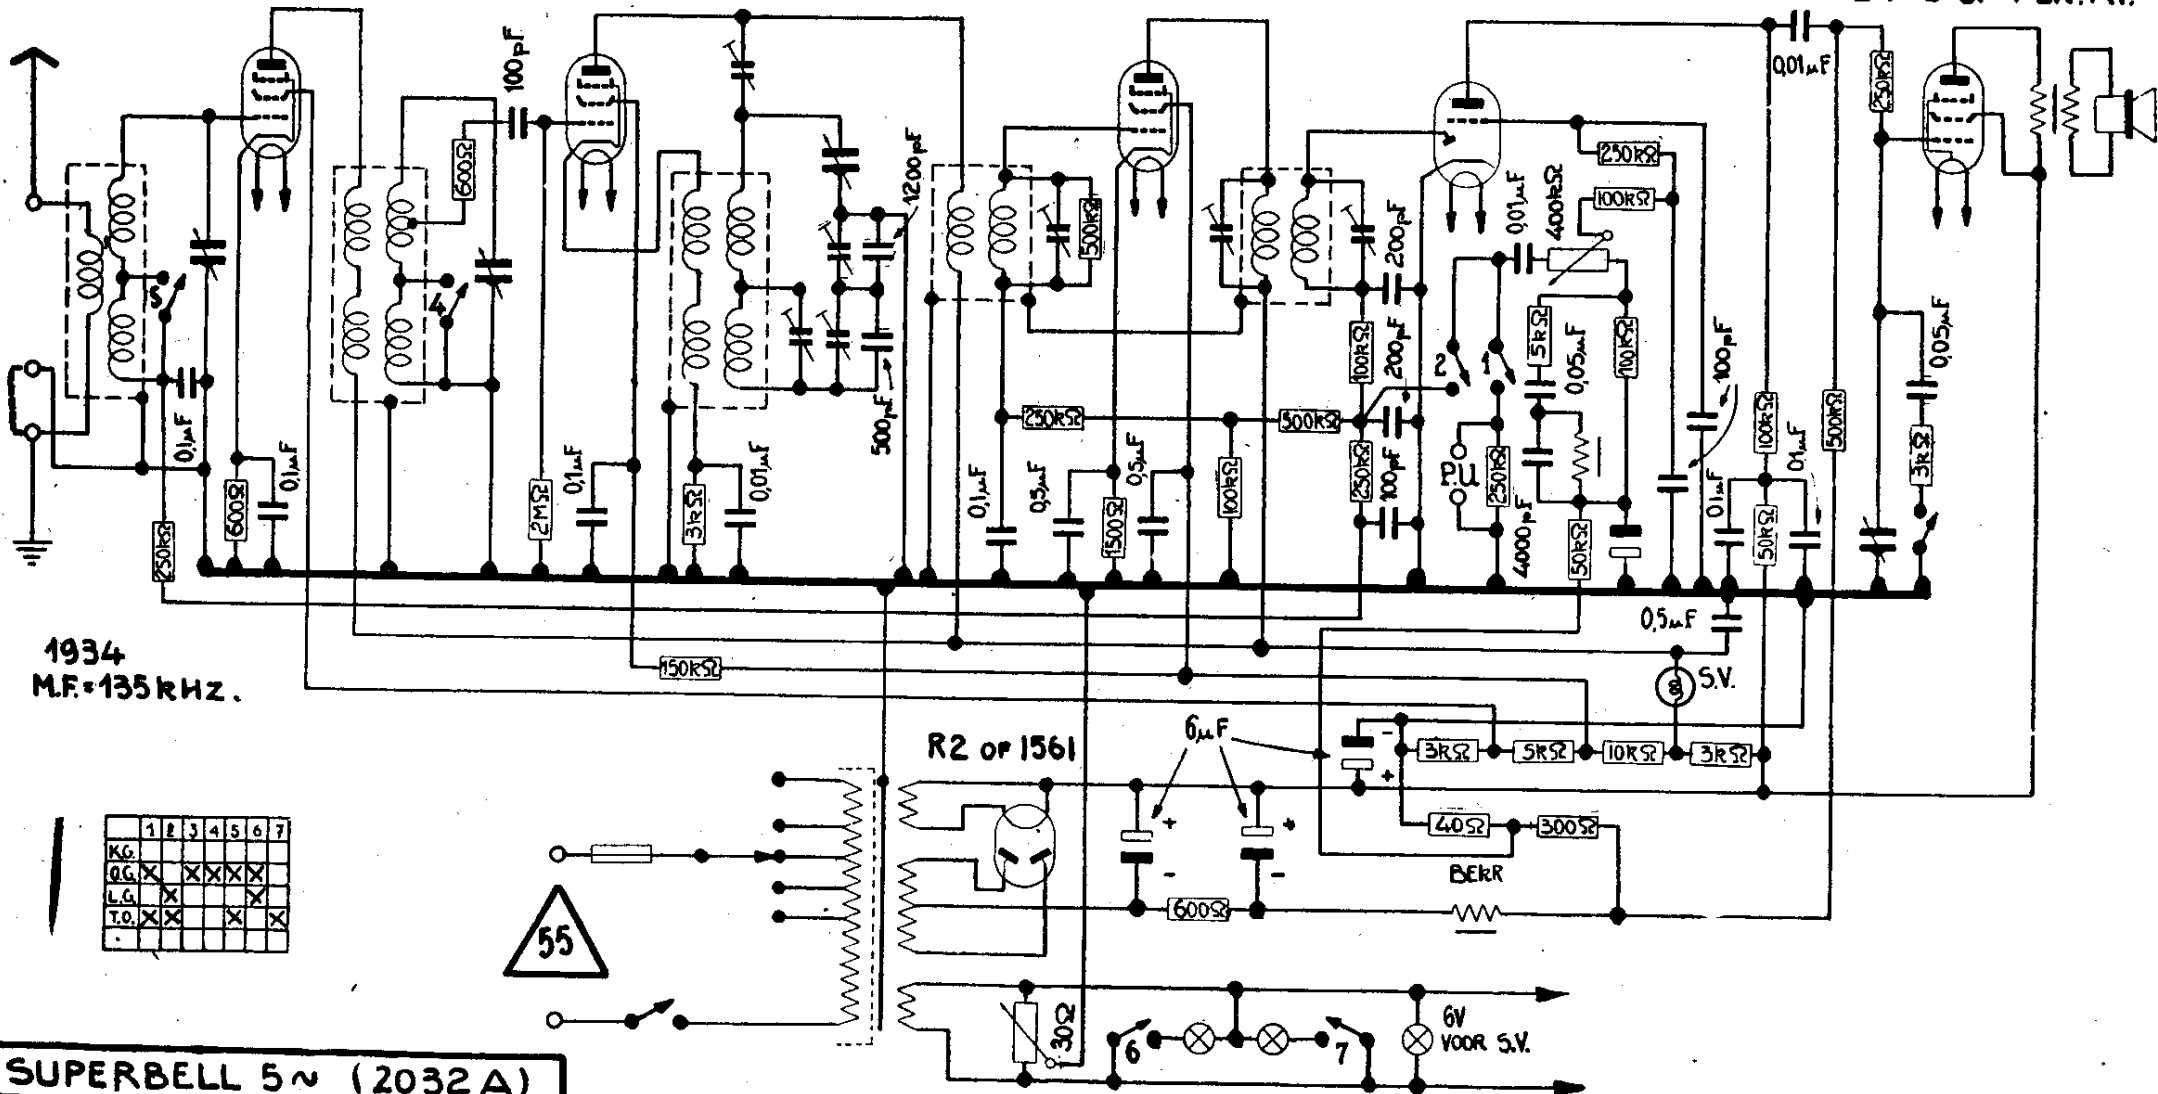 100pF
0,01µF
250kΩ
600Ω
1200pF
500kΩ
200pF
0,01µF
400kΩ
250kΩ
100kΩ
5
4
0,1µF
500pF
100kΩ
200pF
2
1
5kΩ
0,05µF
100kΩ
100pF
0,05µF
250kΩ
500kΩ
250kΩ
100pF
P.U
250kΩ
4000pF
50kΩ
100kΩ
500kΩ
3kΩ
600Ω
0,1µF
2MΩ
0,1µF
3kΩ
0,01µF
0,1µF
0,5µF
1500Ω
0,5µF
100kΩ
0,1µF
50kΩ
0,1µF
250kΩ
0,5µF
1934
M.F.=135kHz.
150kΩ
S.V.
R2 OF 1561
6µF
3kΩ
5kΩ
10kΩ
3kΩ
-
+
40Ω
300Ω
BEKR
+
-
+
-
600Ω
1 2 3 4 5 6 7
K.G.
O.G. X X X X X
L.G. X X
T.O. X X X X
55
30Ω
6
7
6V
VOOR S.V.
SUPERBELL 5~ (2032A)